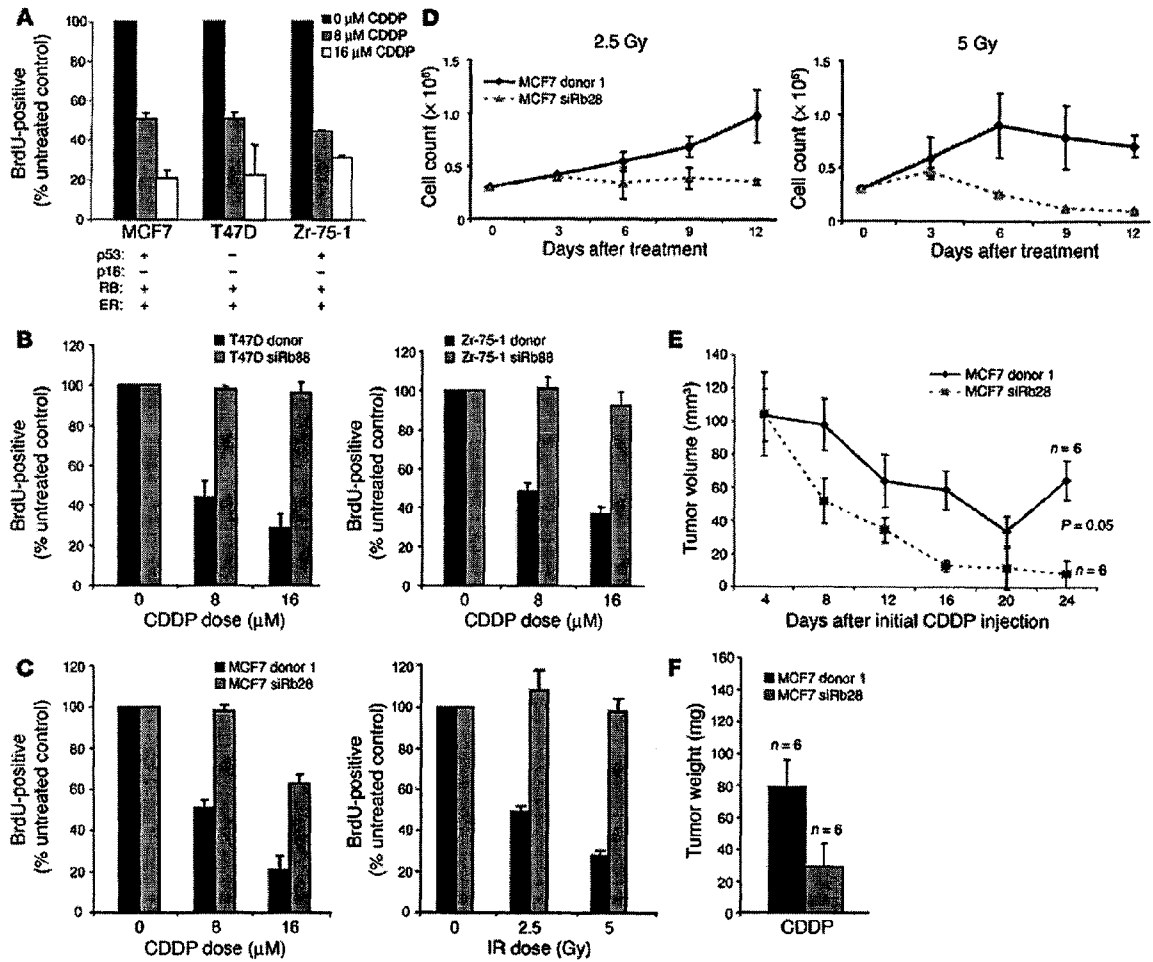 A
BrdU-positive
(% untreated control)
100
80
60
40
20
0
0 μM CDDP
8 μM CDDP
16 μM CDDP
MCF7 T47D Zr-75-1
p53: + - +
p16: - - -
RB: + + +
ER: + + +
D
2.5 Gy
Cell count (× 10⁶)
1.5
1.0
0.5
0
MCF7 donor 1
MCF7 siRb28
0 3 6 9 12
Days after treatment
5 Gy
Cell count (× 10⁶)
1.5
1.0
0.5
0
0 3 6 9 12
Days after treatment
B
BrdU-positive
(% untreated control)
120
100
80
60
40
20
0
T47D donor
T47D siRb88
0 8 16
CDDP dose (μM)
BrdU-positive
(% untreated control)
120
100
80
60
40
20
0
Zr-75-1 donor
Zr-75-1 siRb88
0 8 16
CDDP dose (μM)
E
Tumor volume (mm³)
140
120
100
80
60
40
20
0
MCF7 donor 1
MCF7 siRb28
n = 6
P = 0.05
n = 6
4 8 12 16 20 24
Days after initial CDDP injection
C
BrdU-positive
(% untreated control)
120
100
80
60
40
20
0
MCF7 donor 1
MCF7 siRb28
0 8 16
CDDP dose (μM)
BrdU-positive
(% untreated control)
120
100
80
60
40
20
0
0 2.5 5
IR dose (Gy)
F
Tumor weight (mg)
160
140
120
100
80
60
40
20
0
MCF7 donor 1
MCF7 siRb28
n = 6
n = 6
CDDP